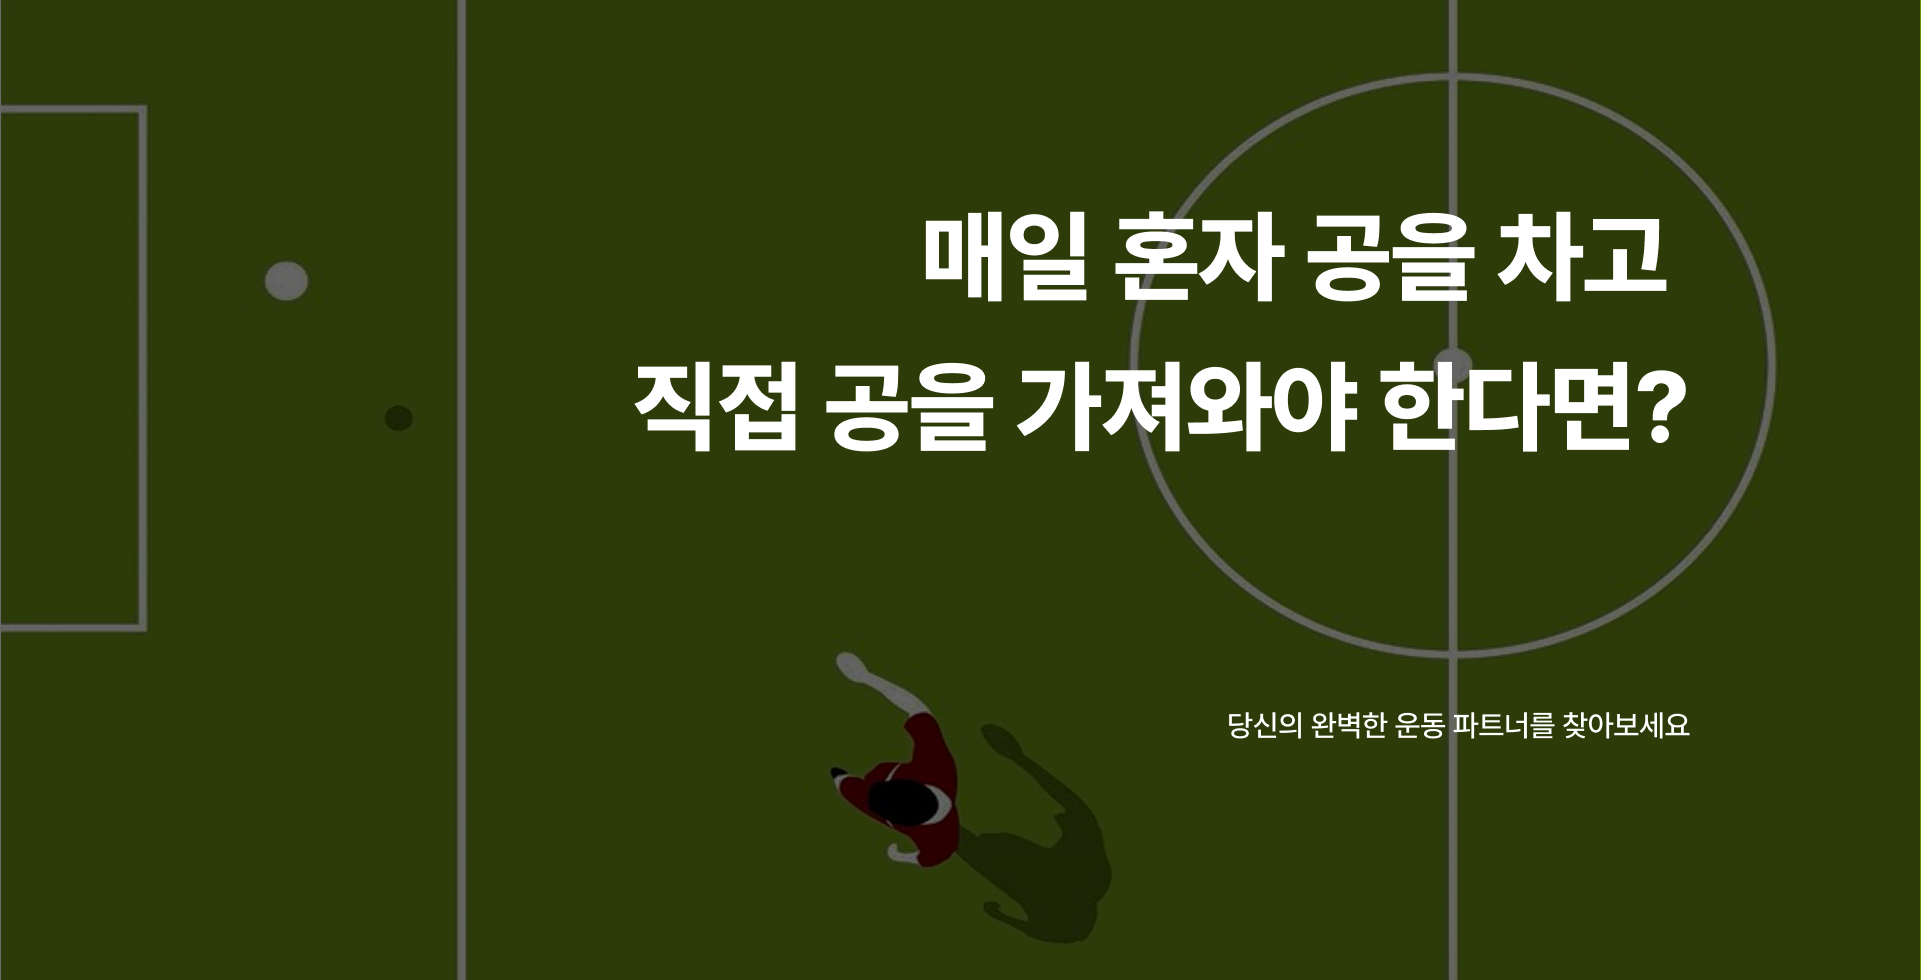 매일 혼자 공을 차고
직접 공을 가져와야 한다면?
당신의 완벽한 운동 파트너를 찾아보세요